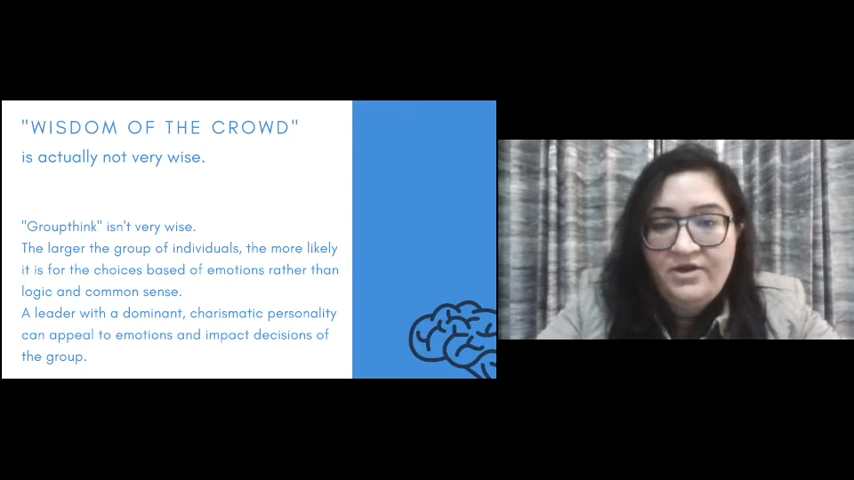 "WISDOM OF THE CROWD"
is actually not very wise.
"Groupthink" isn't very wise.
The larger the group of individuals, the more likely
it is for the choices based of emotions rather than
logic and common sense.
A leader with a dominant, charismatic personality
can appeal to emotions and impact decisions of
the group.